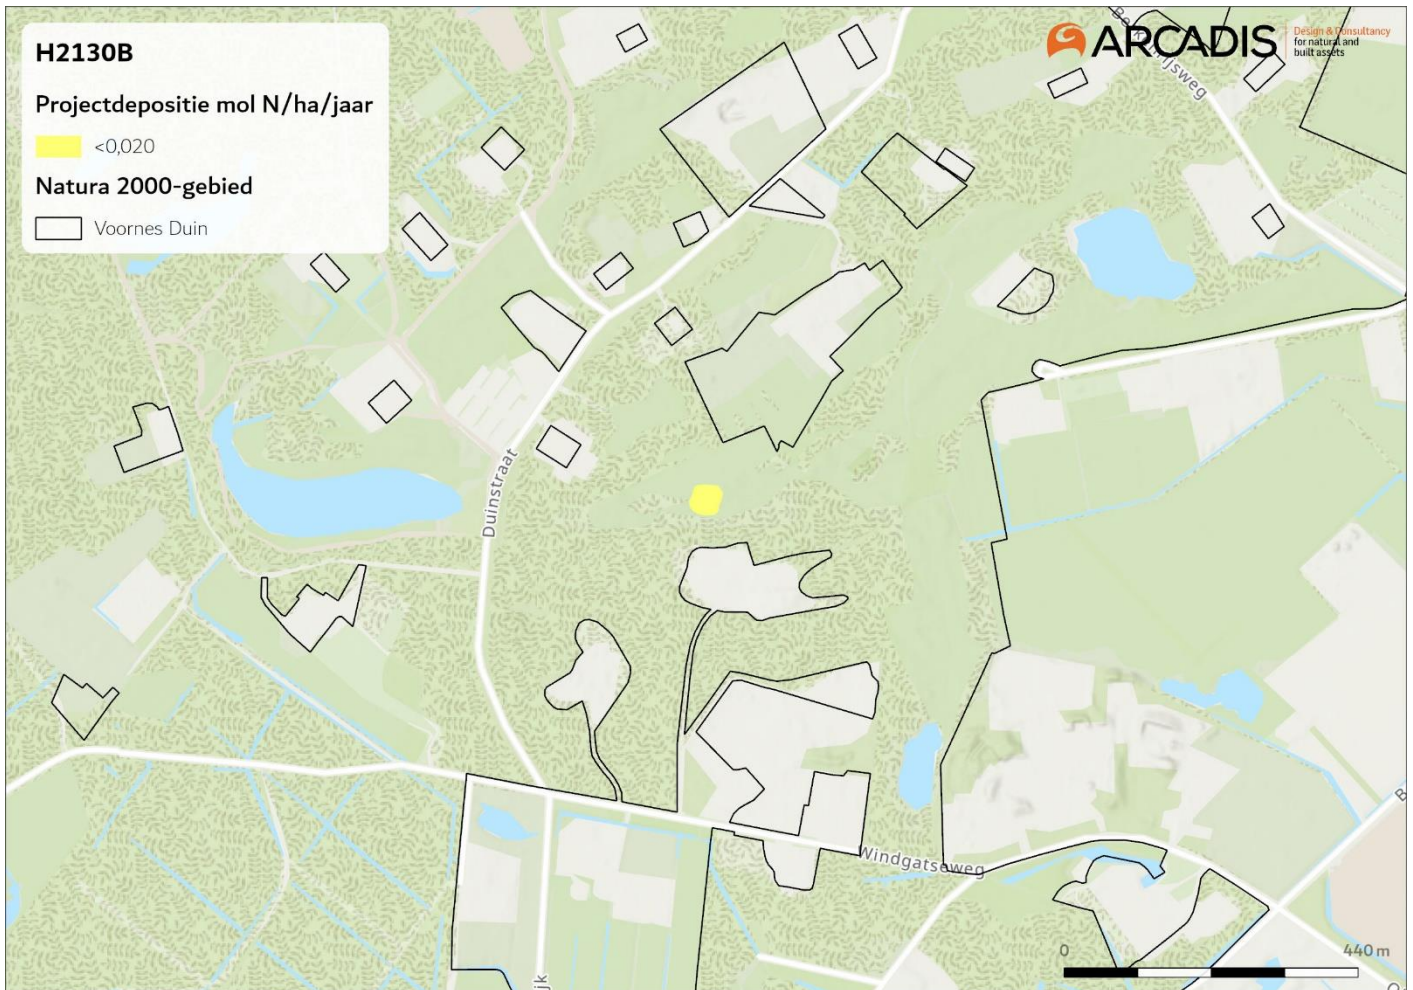 H2130B
Projectdepositie mol N/ha/jaar
<0,020
Natura 2000-gebied
Voornes Duin
ARCADIS
Design & Consultancy
for natural and
built assets
Duinstraat
Windgatseweg
0
440 m